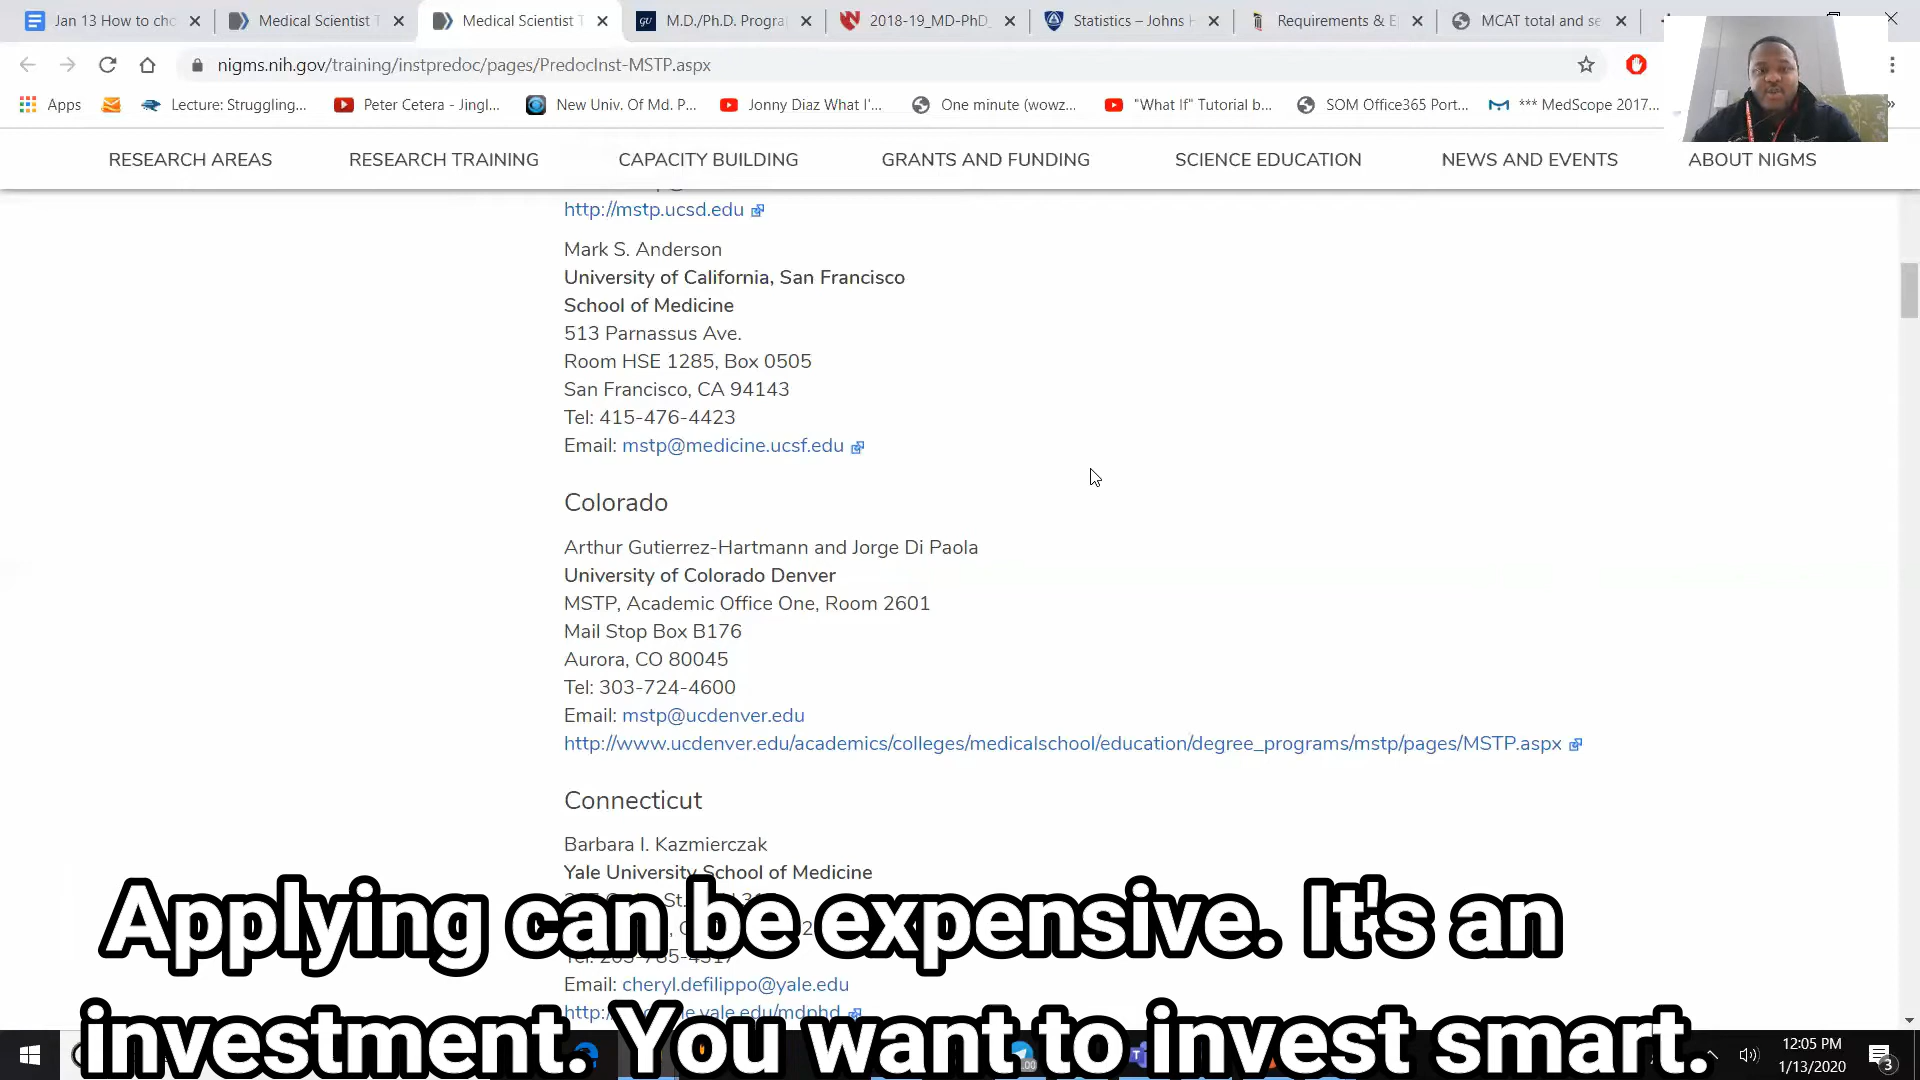 Jan 13 How to cho
Medical Scientist T
Medical Scientist T
M.D./Ph.D. Progra
2018-19_MD-PhD_
Statistics – Johns H
Requirements & E
MCAT total and se
nigms.nih.gov/training/instpredoc/pages/PredocInst-MSTP.aspx
Apps
Lecture: Struggling...
Peter Cetera - Jingl...
New Univ. Of Md. P...
Jonny Diaz What I'...
One minute (wowz...
"What If" Tutorial b...
SOM Office365 Port...
*** MedScope 2017...
RESEARCH AREAS
RESEARCH TRAINING
CAPACITY BUILDING
GRANTS AND FUNDING
SCIENCE EDUCATION
NEWS AND EVENTS
ABOUT NIGMS
http://mstp.ucsd.edu
Mark S. Anderson
University of California, San Francisco
School of Medicine
513 Parnassus Ave.
Room HSE 1285, Box 0505
San Francisco, CA 94143
Tel: 415-476-4423
Email: mstp@medicine.ucsf.edu
Colorado
Arthur Gutierrez-Hartmann and Jorge Di Paola
University of Colorado Denver
MSTP, Academic Office One, Room 2601
Mail Stop Box B176
Aurora, CO 80045
Tel: 303-724-4600
Email: mstp@ucdenver.edu
http://www.ucdenver.edu/academics/colleges/medicalschool/education/degree_programs/mstp/pages/MSTP.aspx
Connecticut
Barbara I. Kazmierczak
Yale University School of Medicine
Email: cheryl.defilippo@yale.edu
Applying can be expensive. It's an
investment. You want to invest smart.
12:05 PM
1/13/2020
3